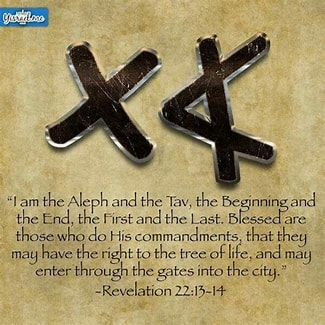 𐤀𐤕
“I am the Aleph and the Tav, the Beginning and
the End, the First and the Last. Blessed are
those who do His commandments, that they
may have the right to the tree of life, and may
enter through the gates into the city.”
-Revelation 22:13-14